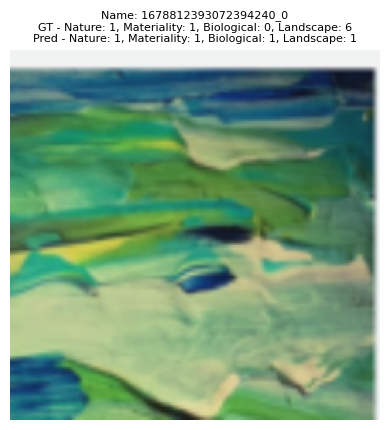 Name: 1678812393072394240_0
GT - Nature: 1, Materiality: 1, Biological: 0, Landscape: 6
Pred - Nature: 1, Materiality: 1, Biological: 1, Landscape: 1